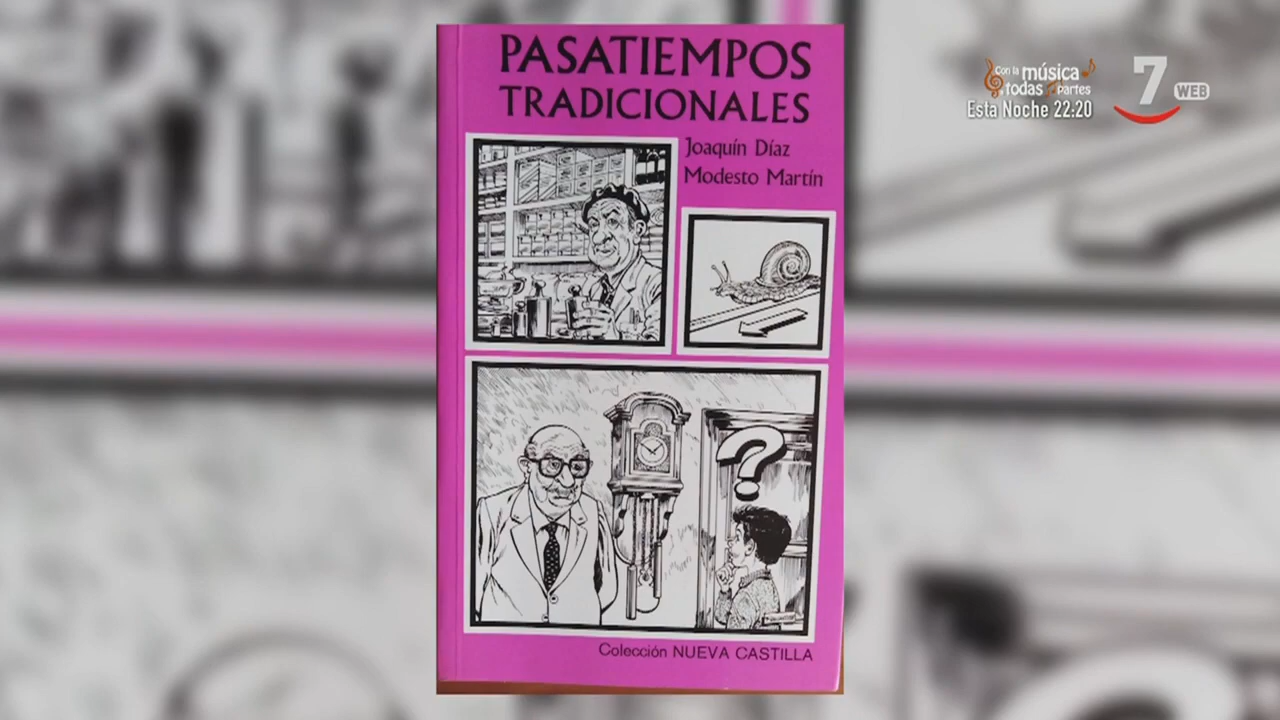 PASATIEMPOS
TRADICIONALES
Joaquín Díaz
Modesto Martín
Colección NUEVA CASTILLA
Con la
música
a
todas partes
Esta Noche 22:20
7
WEB